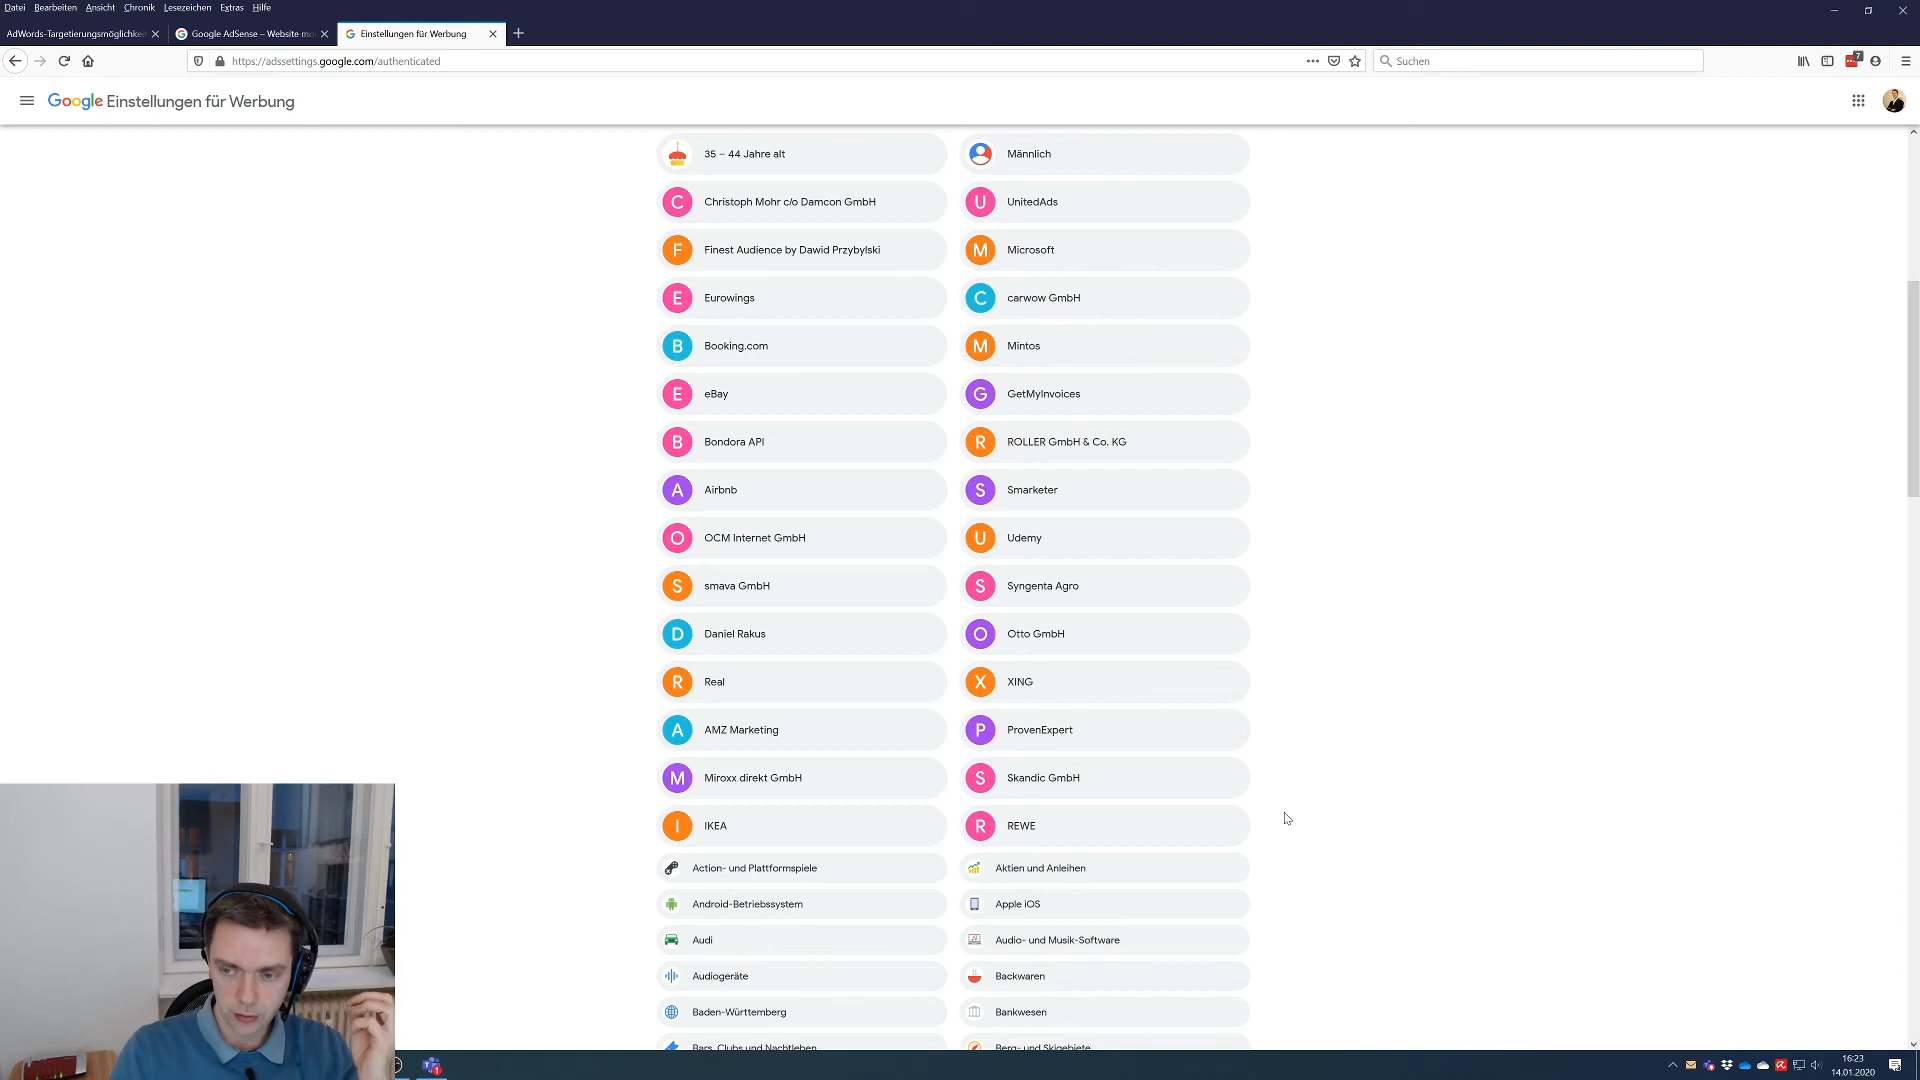 Datei Bearbeiten Ansicht Chronik Lesezeichen Extras Hilfe
AdWords-Targetierungsmöglichkei Google AdSense – Website mo Einstellungen für Werbung
https://adssettings.google.com/authenticated Suchen 7
Google Einstellungen für Werbung
35 – 44 Jahre alt Männlich
C Christoph Mohr c/o Damcon GmbH U UnitedAds
F Finest Audience by Dawid Przybylski M Microsoft
E Eurowings C carwow GmbH
B Booking.com M Mintos
E eBay G GetMyInvoices
B Bondora API R ROLLER GmbH & Co. KG
A Airbnb S Smarketer
O OCM Internet GmbH U Udemy
S smava GmbH S Syngenta Agro
D Daniel Rakus O Otto GmbH
R Real X XING
A AMZ Marketing P ProvenExpert
M Miroxx direkt GmbH S Skandic GmbH
I IKEA R REWE
Action- und Plattformspiele Aktien und Anleihen
Android-Betriebssystem Apple iOS
Audi Audio- und Musik-Software
Audiogeräte Backwaren
Baden-Württemberg Bankwesen
Bars, Clubs und Nachtleben Berg- und Skigebiete
16:23
14.01.2020